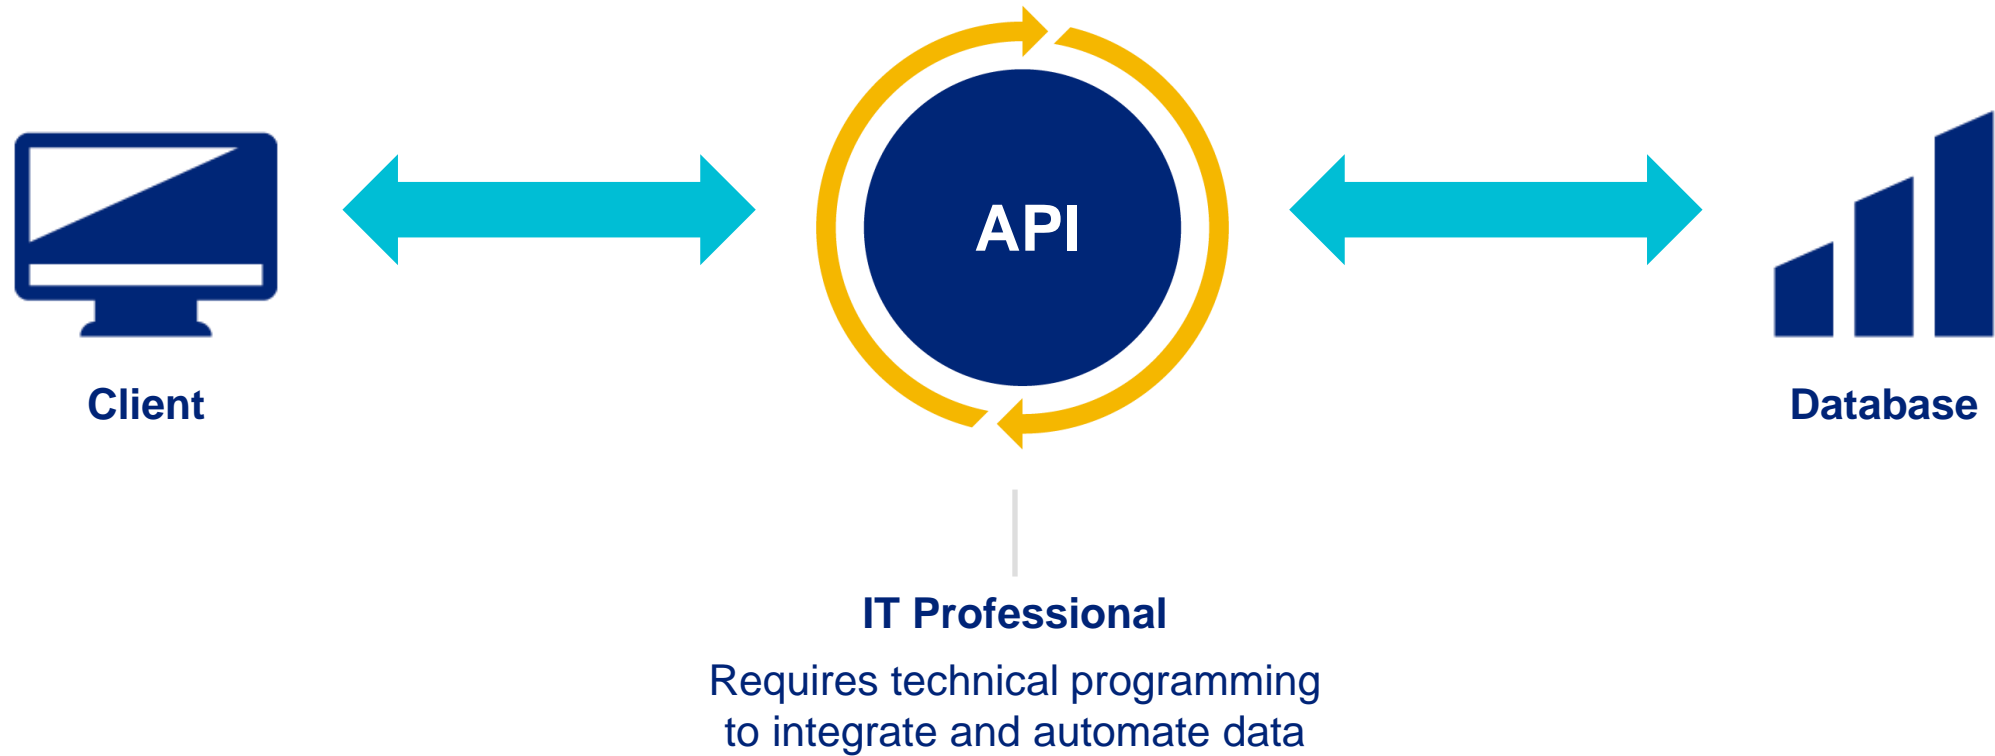 API
Client
Database
IT Professional
Requires technical programming
to integrate and automate data